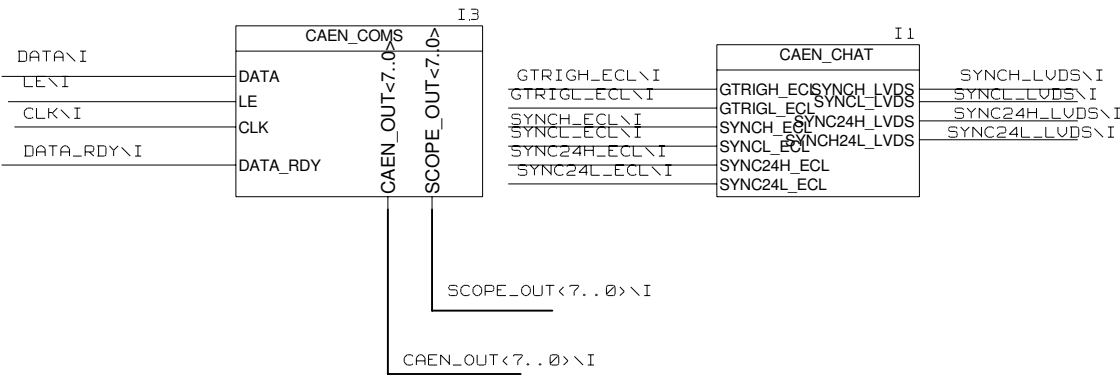 I3
CAEN_COMS
DATA\I
LE\I
CLK\I
DATA_RDY\I
DATA
LE
CLK
DATA_RDY
CAEN_OUT<7..0>
SCOPE_OUT<7..0>
SCOPE_OUT<7..0>\I
CAEN_OUT<7..0>\I
I1
CAEN_CHAT
GTRIGH_ECL\I
GTRIGL_ECL\I
SYNCH_ECL\I
SYNCL_ECL\I
SYNC24H_ECL\I
SYNC24L_ECL\I
GTRIGH_ECL
GTRIGL_ECL
SYNCH_ECL
SYNCL_ECL
SYNC24H_ECL
SYNC24L_ECL
SYNCH_LVDS
SYNCL_LVDS
SYNC24H_LVDS
SYNCH24L_LVDS
SYNCH_LVDS\I
SYNCL_LVDS\I
SYNC24H_LVDS\I
SYNC24L_LVDS\I